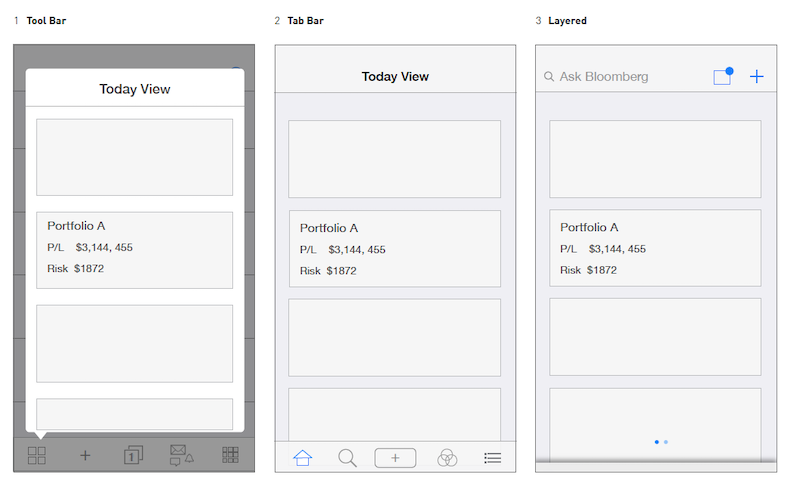 1 Tool Bar
2 Tab Bar
3 Layered
Today View
Portfolio A
P/L $3,144, 455
Risk $1872
1
Today View
Portfolio A
P/L $3,144, 455
Risk $1872
Ask Bloomberg
Portfolio A
P/L $3,144, 455
Risk $1872